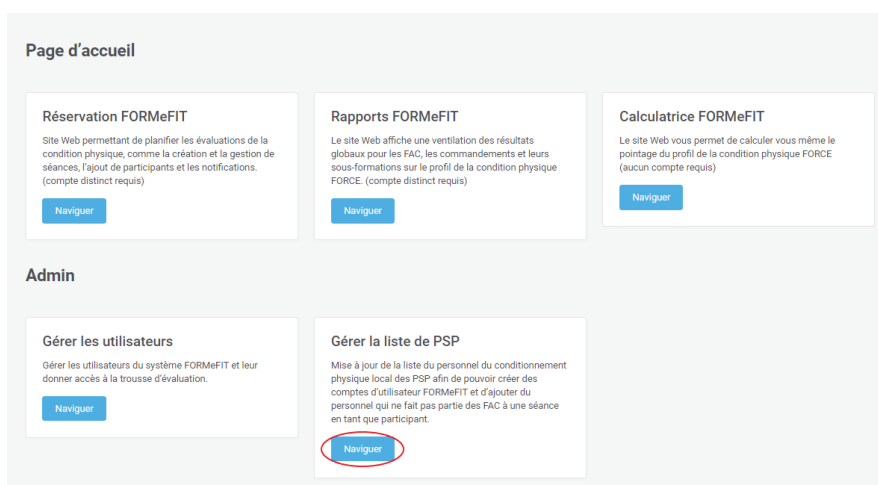 Page d'accueil
Réservation FORMeFIT
Site Web permettant de planifier les évaluations de la
condition physique, comme la création et la gestion de
séances, l'ajout de participants et les notifications.
(compte distinct requis)
Naviguer
Rapports FORMeFIT
Le site Web affiche une ventilation des résultats
globaux pour les FAC, les commandements et leurs
sous-formations sur le profil de la condition physique
FORCE. (compte distinct requis)
Naviguer
Calculatrice FORMeFIT
Le site Web vous permet de calculer vous même le
pointage du profil de la condition physique FORCE
(aucun compte requis)
Naviguer
Admin
Gérer les utilisateurs
Gérer les utilisateurs du système FORMeFIT et leur
donner accès à la trousse d'évaluation.
Naviguer
Gérer la liste de PSP
Mise à jour de la liste du personnel du conditionnement
physique local des PSP afin de pouvoir créer des
comptes d'utilisateur FORMeFIT et d'ajouter du
personnel qui ne fait pas partie des FAC à une séance
en tant que participant.
Naviguer